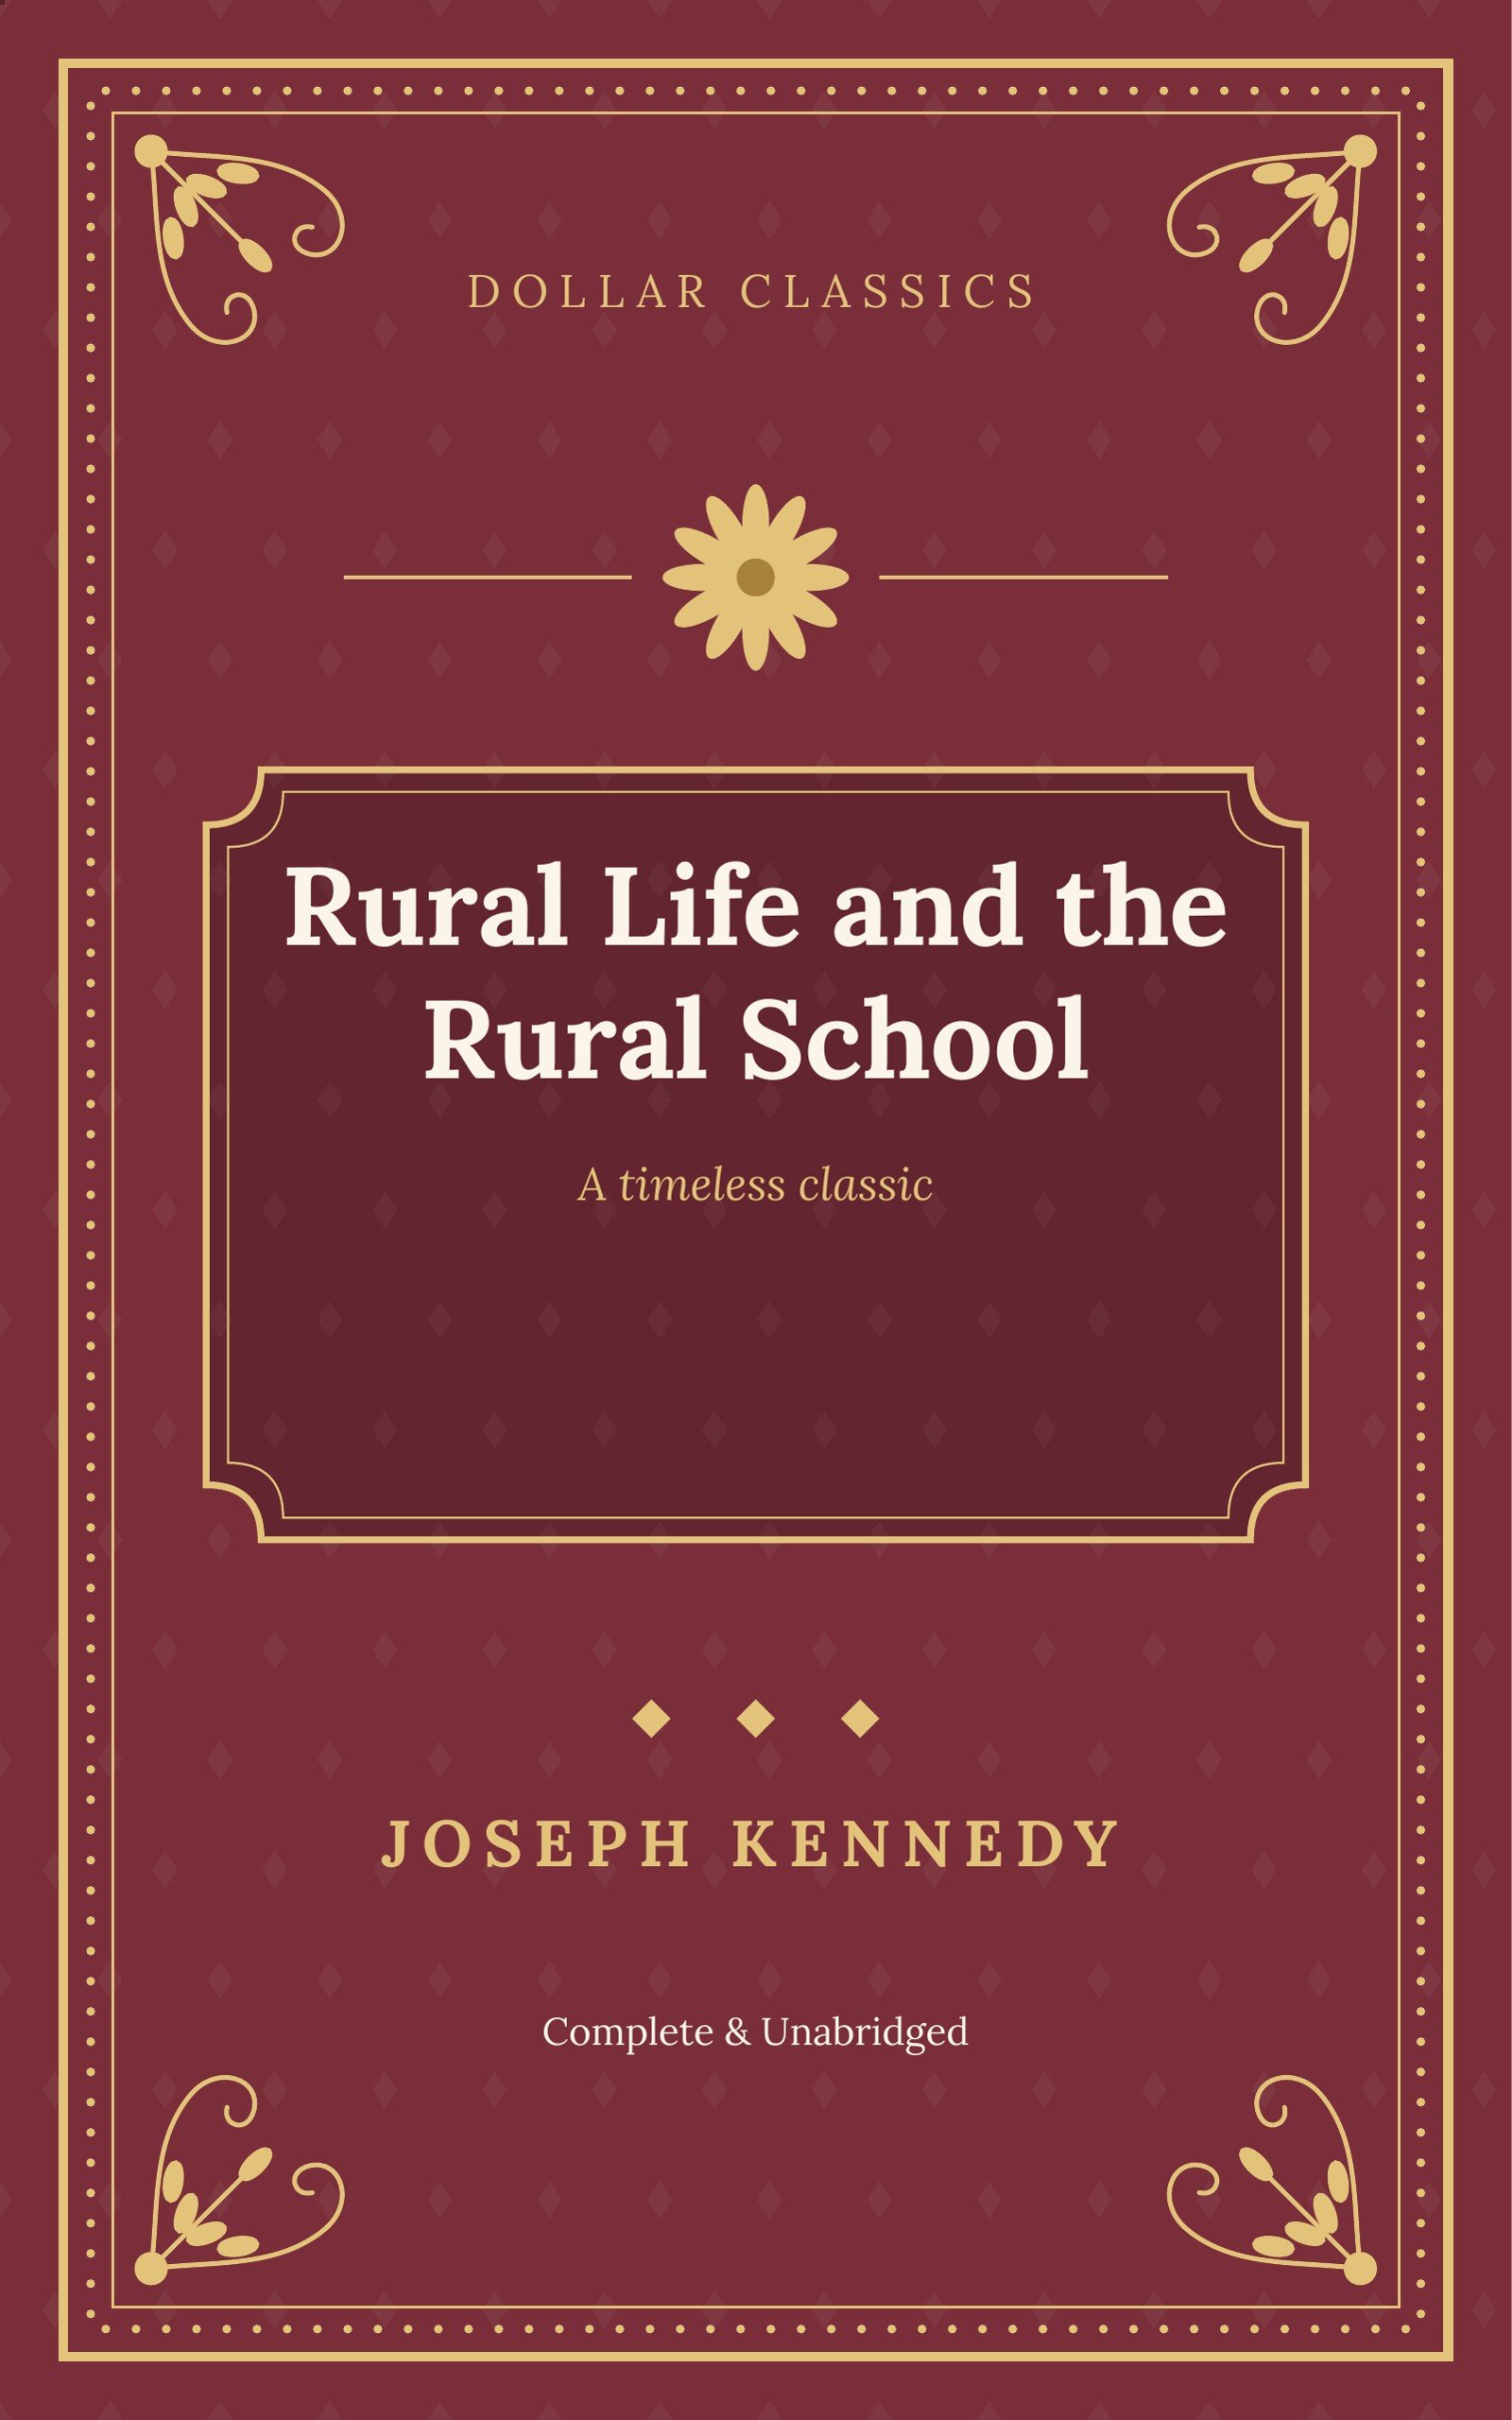 DOLLAR CLASSICS
Rural Life and the
Rural School
A timeless classic
JOSEPH KENNEDY
Complete & Unabridged